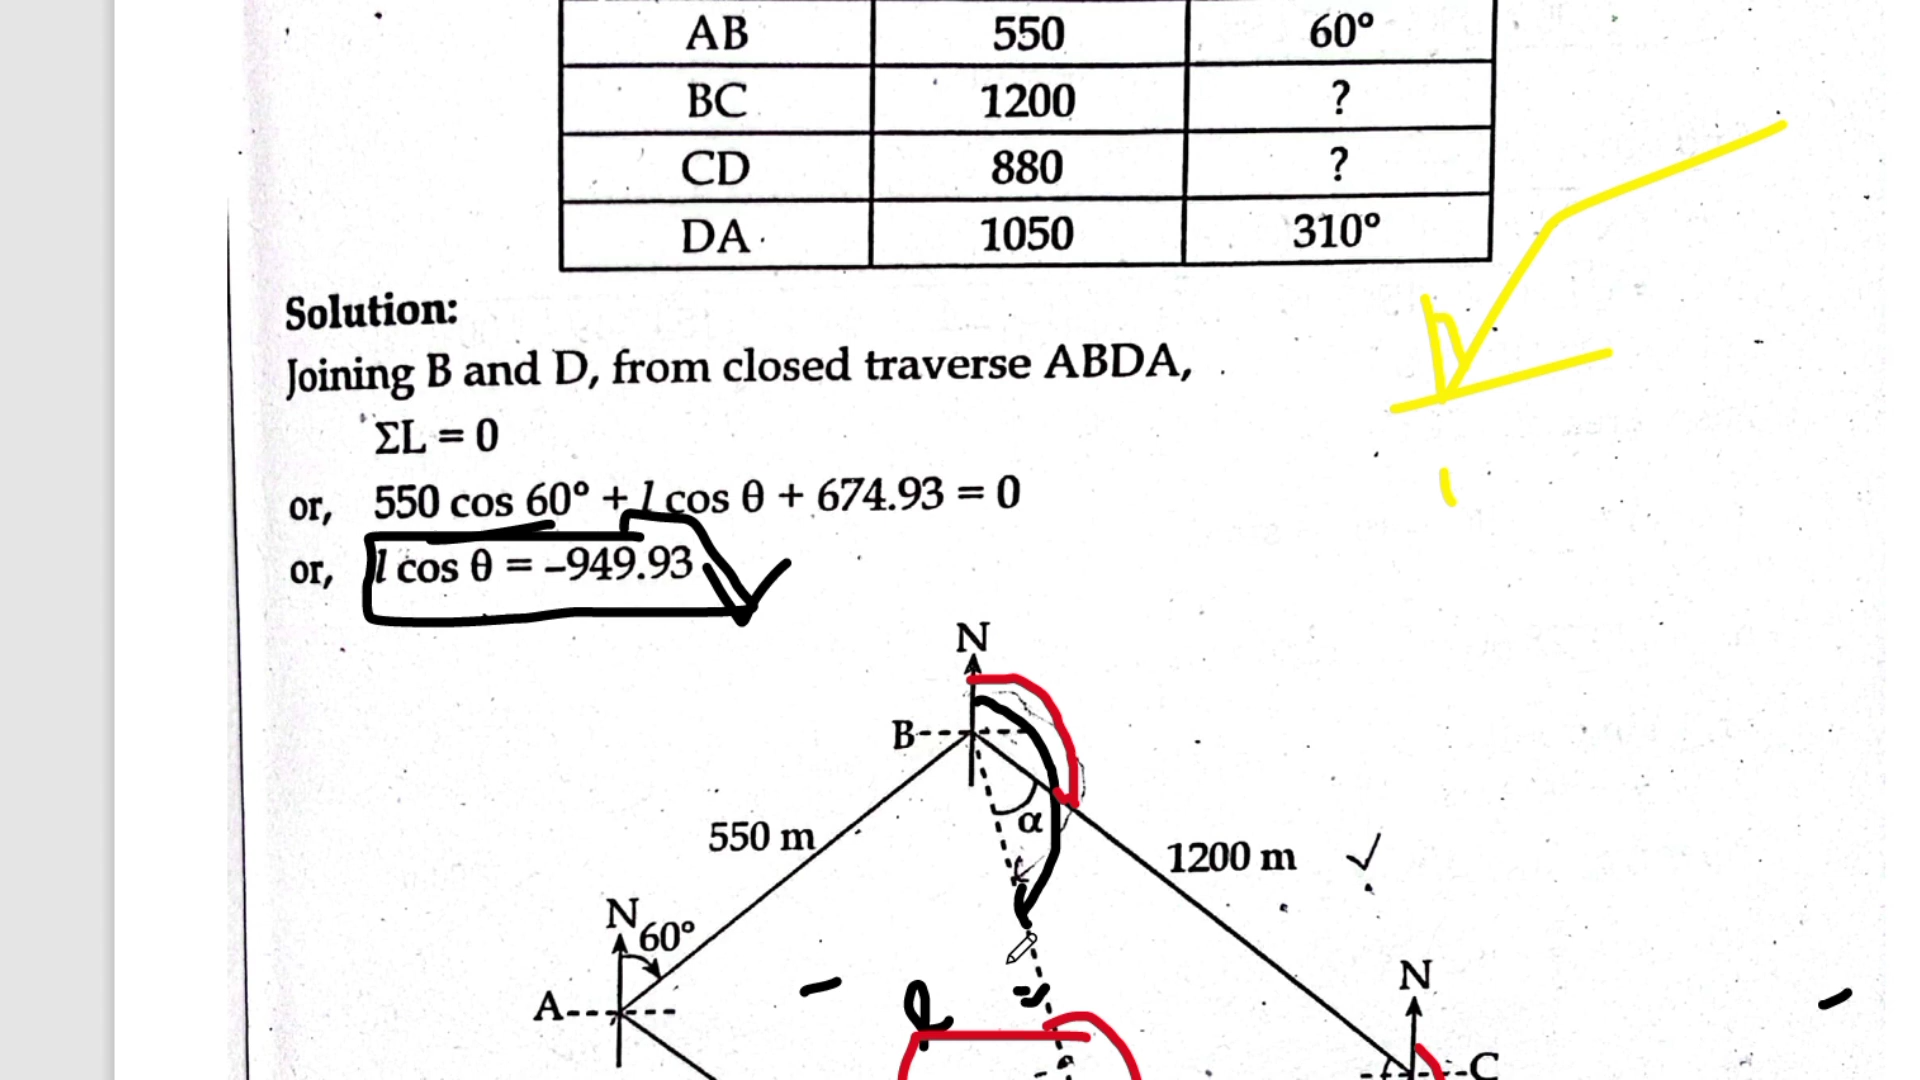 AB 550 60°
BC 1200 ?
CD 880 ?
DA 1050 310°
Solution:
Joining B and D, from closed traverse ABDA,
ΣL = 0
or, 550 cos 60° + l cos θ + 674.93 = 0
or, l cos θ = –949.93
N
B
α
550 m
1200 m
N
60°
N
A
l
C